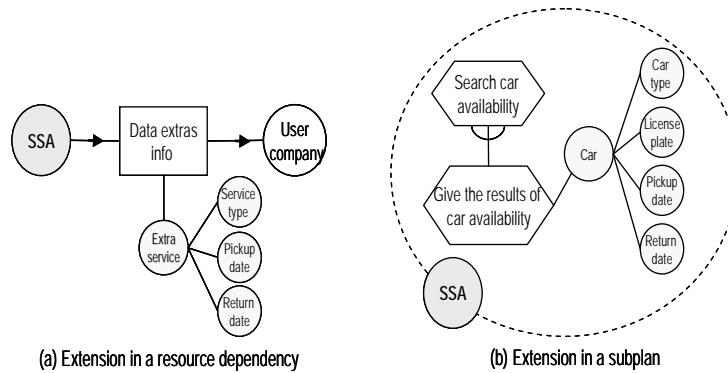 SSA
Data extras
info
User
company
Extra
service
Service
type
Pickup
date
Return
date
(a) Extension in a resource dependency
Search car
availability
Give the results of
car availability
Car
Car
type
License
plate
Pickup
date
Return
date
SSA
(b) Extension in a subplan